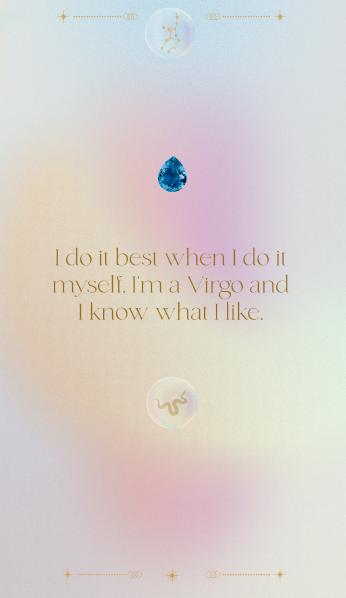 I do it best when I do it
myself. I'm a Virgo and
I know what I like.